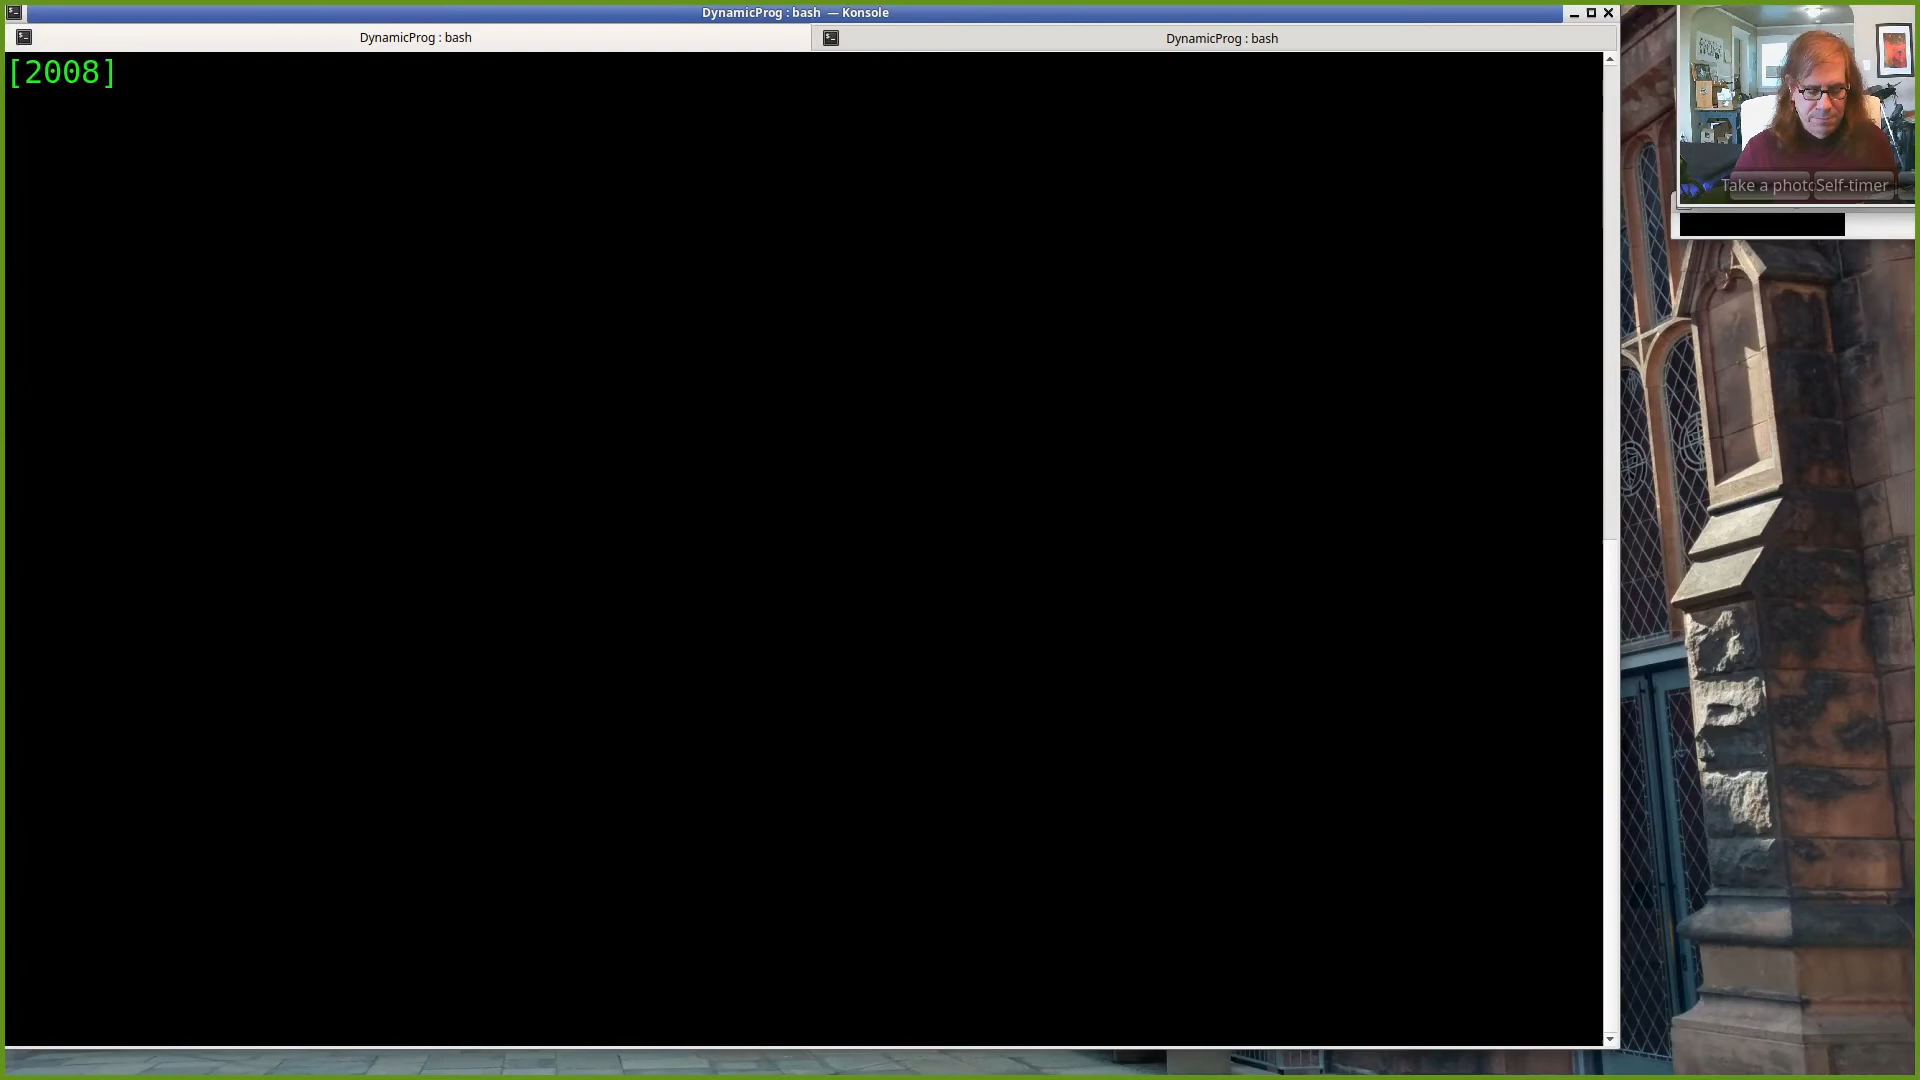 DynamicProg : bash — Konsole
DynamicProg : bash
DynamicProg : bash
[2008]
Take a photo
Self-timer